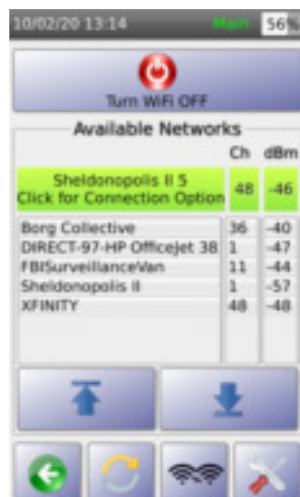 10/02/20 13:14 Main 56%
Turn WiFi OFF
Available Networks
Ch dBm
Sheldonopolis II 5
Click for Connection Option 48 -46
Borg Collective 36 -40
DIRECT-97-HP OfficeJet 38 1 -47
FBISurveillanceVan 11 -44
Sheldonopolis II 1 -57
XFINITY 48 -48